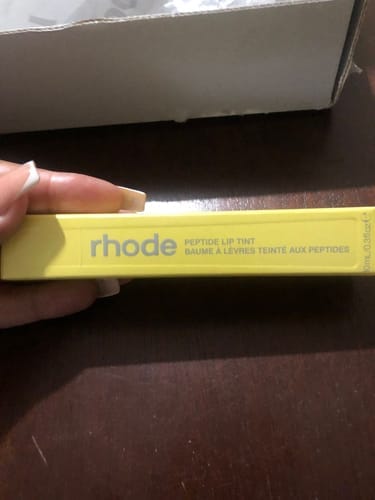 rhode
PEPTIDE LIP TINT
BAUME À LÈVRES TEINTÉ AUX PEPTIDES